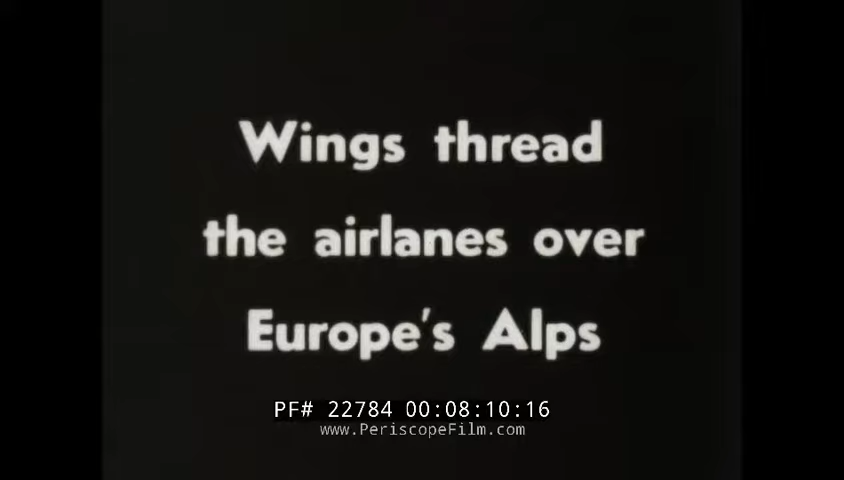 Wings thread
the airlanes over
Europe's Alps
PF# 22784 00:08:10:16
www.PeriscopeFilm.com